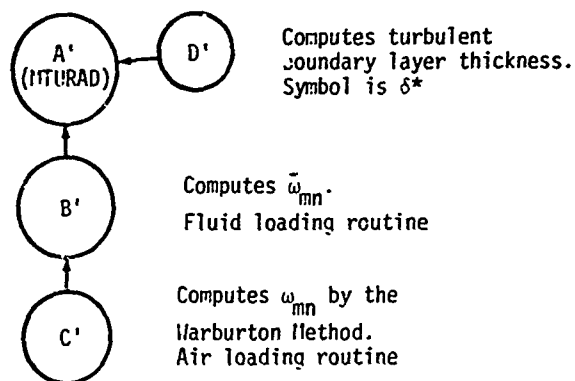 A'
(MTURAD)
D'
Computes turbulent
boundary layer thickness.
Symbol is δ*
B'
Computes ω̄mn.
Fluid loading routine
C'
Computes ωmn by the
Warburton Method.
Air loading routine